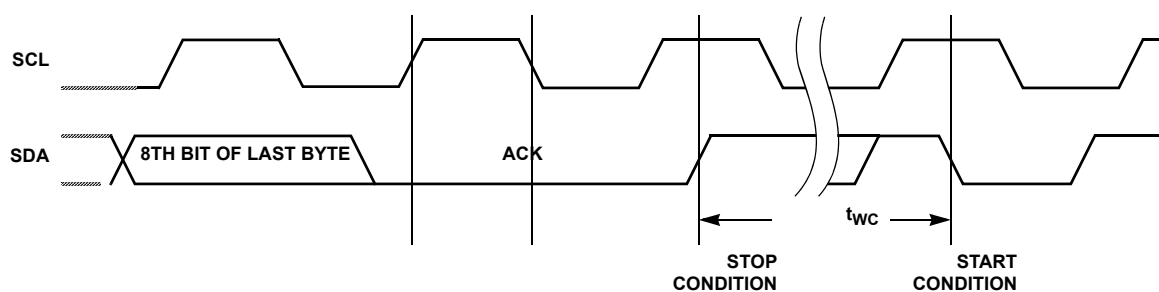 SCL
SDA
8TH BIT OF LAST BYTE
ACK
tWC
STOP
CONDITION
START
CONDITION